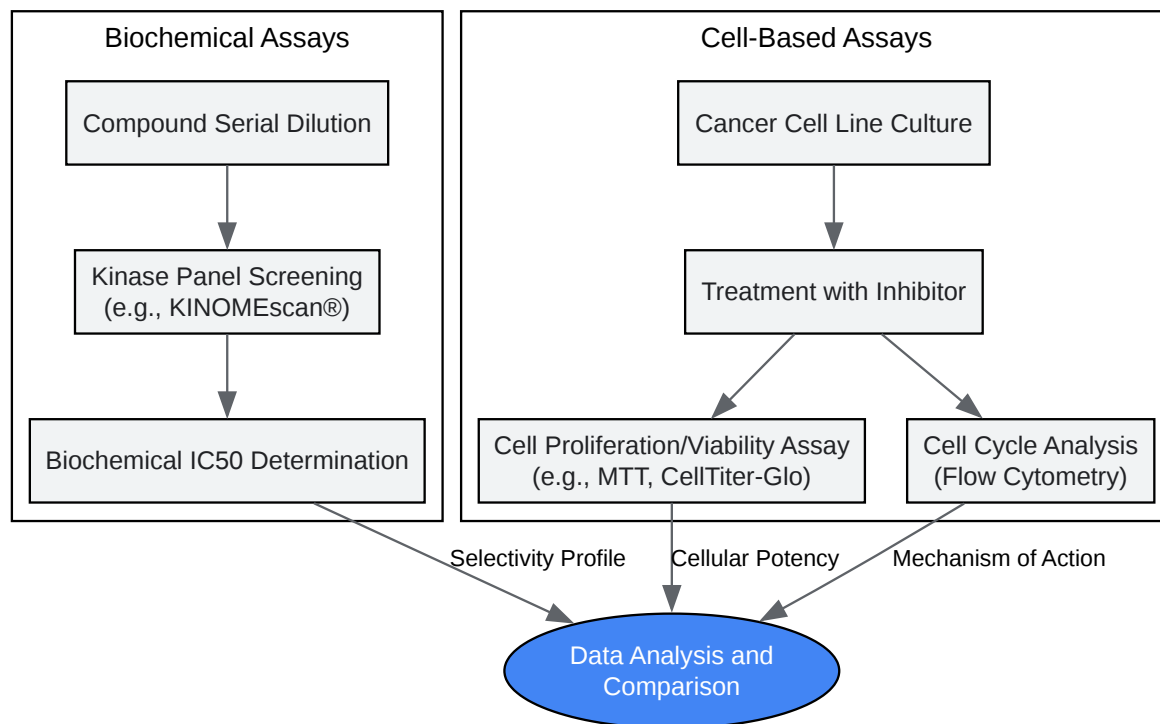 Biochemical Assays
Compound Serial Dilution
Kinase Panel Screening
(e.g., KINOMEscan®)
Biochemical IC50 Determination
Cell-Based Assays
Cancer Cell Line Culture
Treatment with Inhibitor
Cell Proliferation/Viability Assay
(e.g., MTT, CellTiter-Glo)
Cell Cycle Analysis
(Flow Cytometry)
Selectivity Profile
Cellular Potency
Mechanism of Action
Data Analysis and
Comparison